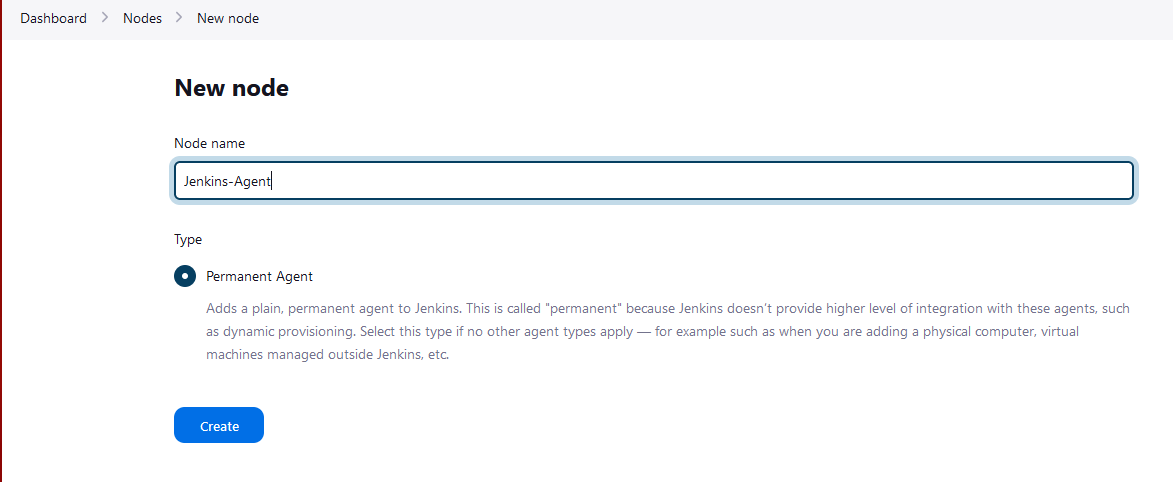 Dashboard > Nodes > New node
New node
Node name
Jenkins-Agent
Type
Permanent Agent
Adds a plain, permanent agent to Jenkins. This is called "permanent" because Jenkins doesn’t provide higher level of integration with these agents, such
as dynamic provisioning. Select this type if no other agent types apply — for example such as when you are adding a physical computer, virtual
machines managed outside Jenkins, etc.
Create